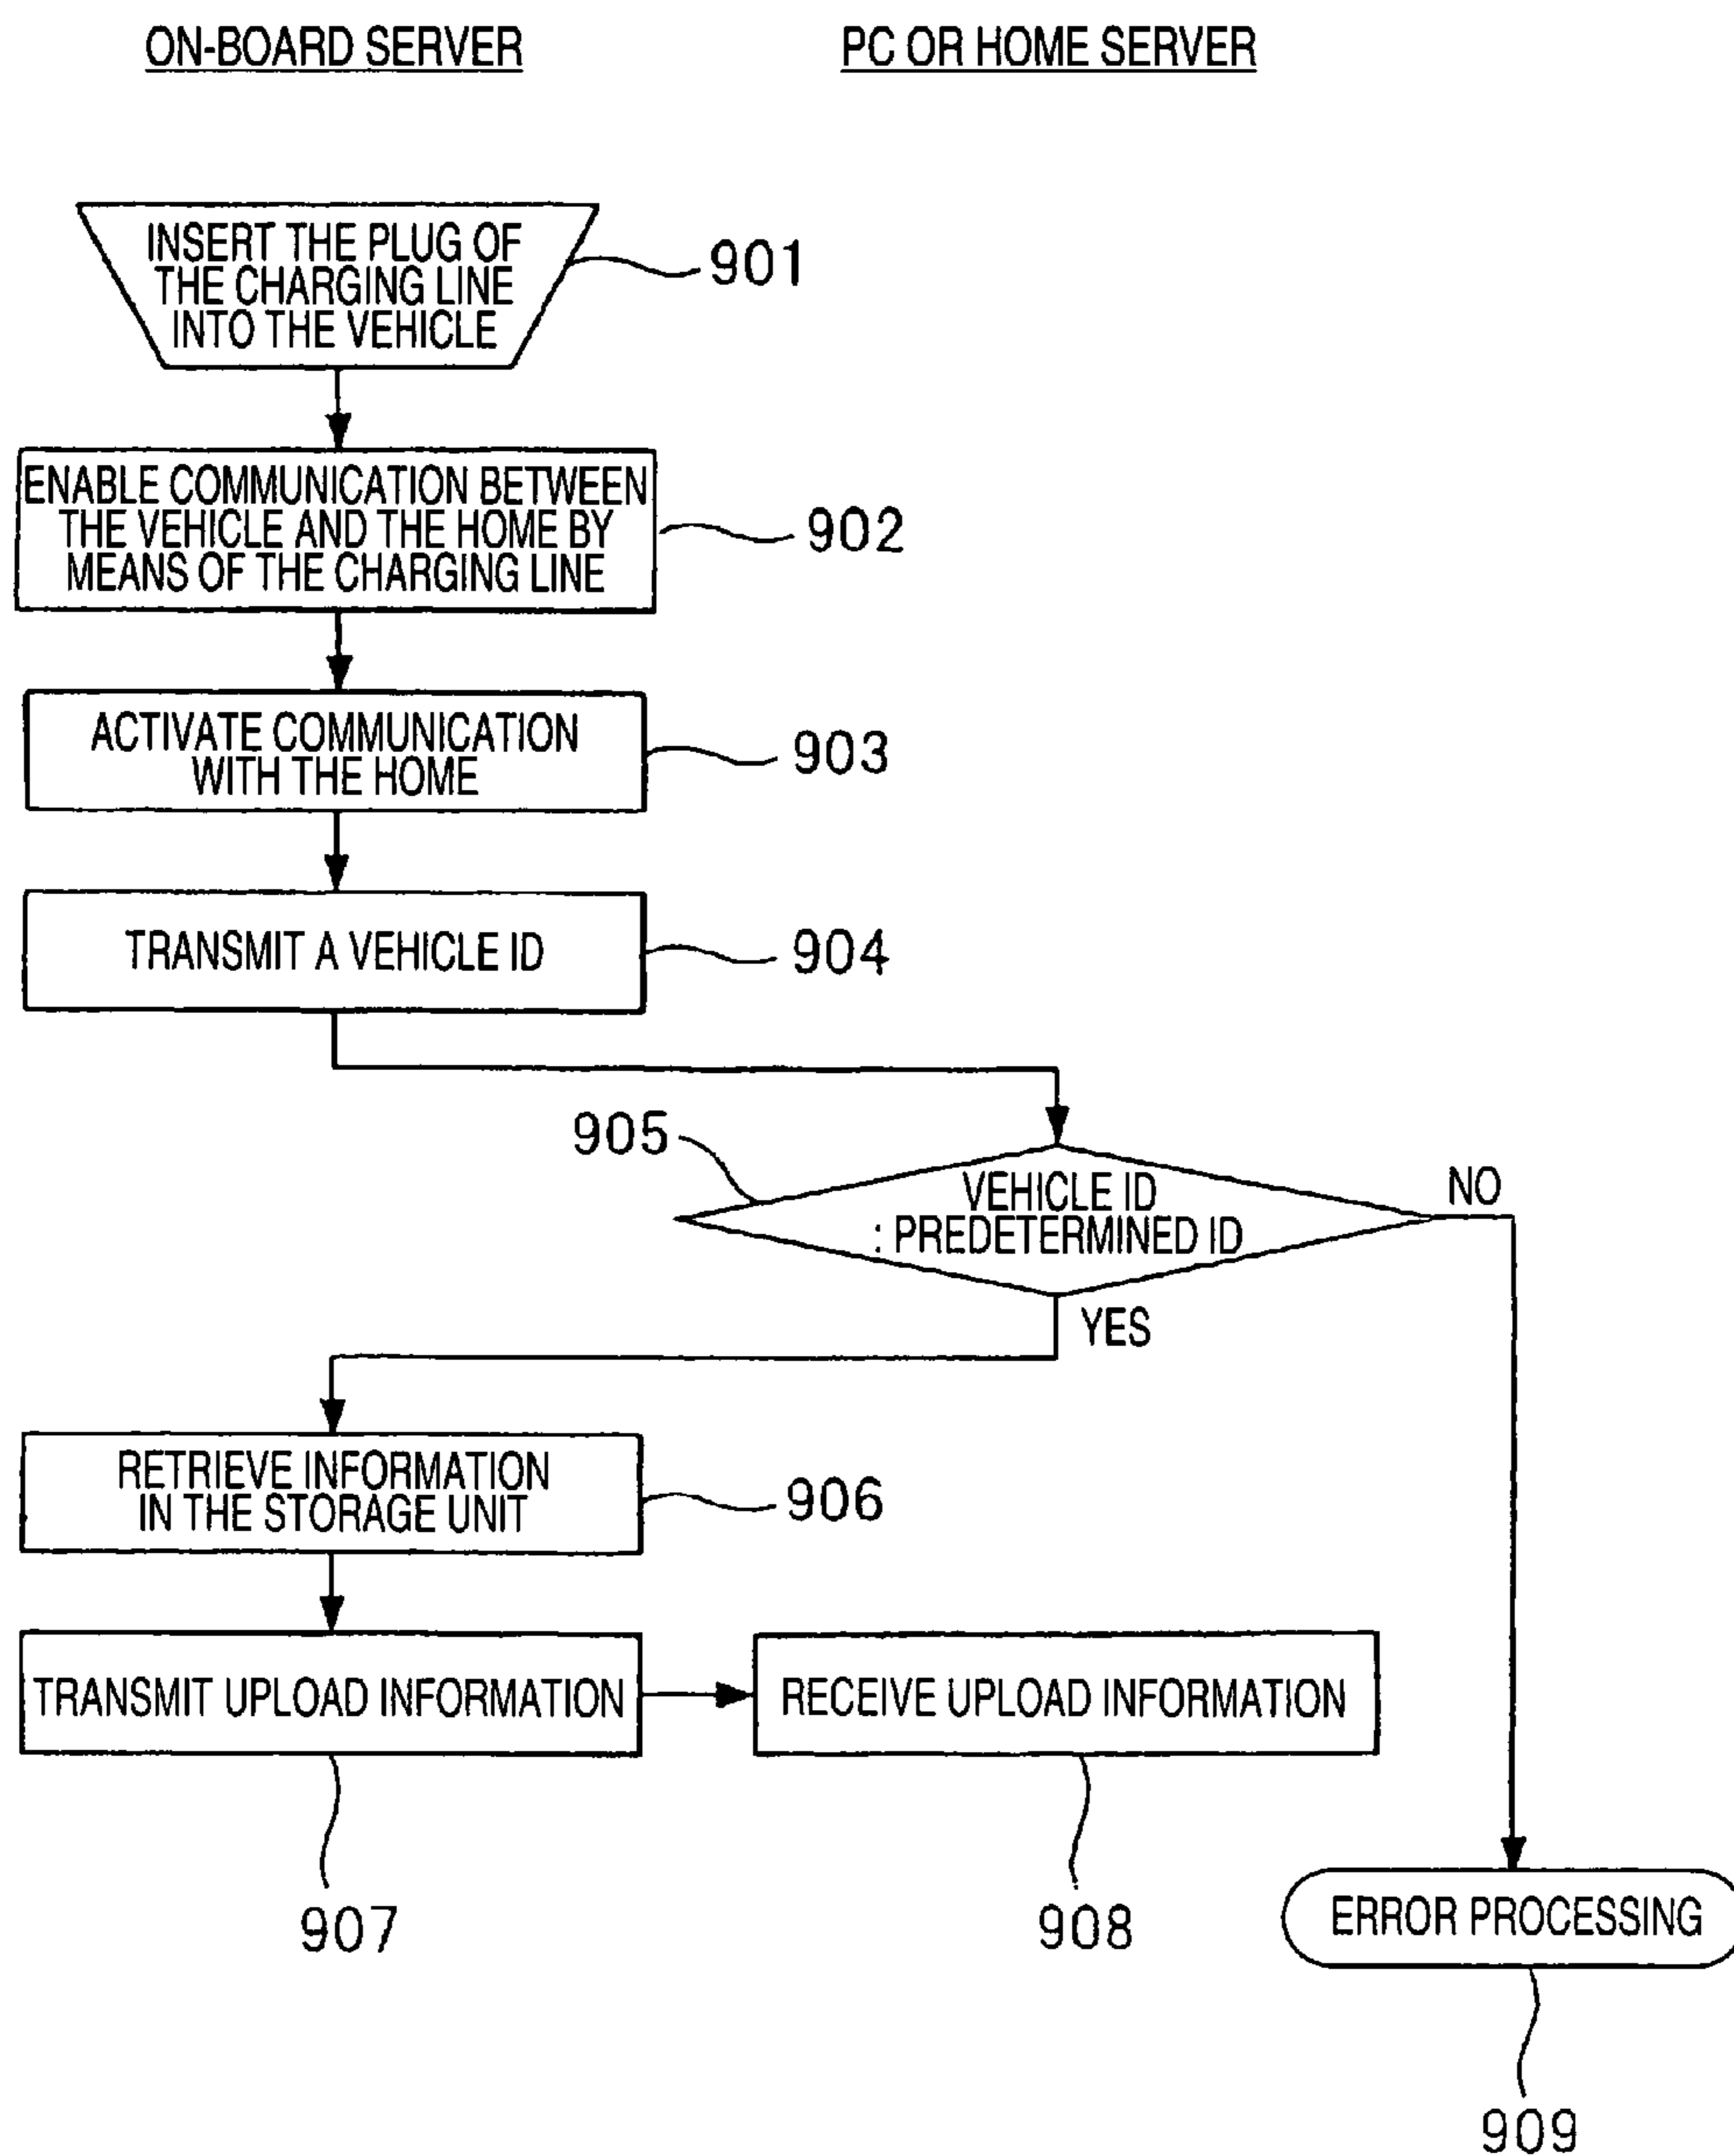 ON-BOARD SERVER
PC OR HOME SERVER
INSERT THE PLUG OF
THE CHARGING LINE
INTO THE VEHICLE
901
ENABLE COMMUNICATION BETWEEN
THE VEHICLE AND THE HOME BY
MEANS OF THE CHARGING LINE
902
ACTIVATE COMMUNICATION
WITH THE HOME
903
TRANSMIT A VEHICLE ID
904
905
VEHICLE ID
: PREDETERMINED ID
NO
YES
RETRIEVE INFORMATION
IN THE STORAGE UNIT
906
TRANSMIT UPLOAD INFORMATION
RECEIVE UPLOAD INFORMATION
907
908
ERROR PROCESSING
909